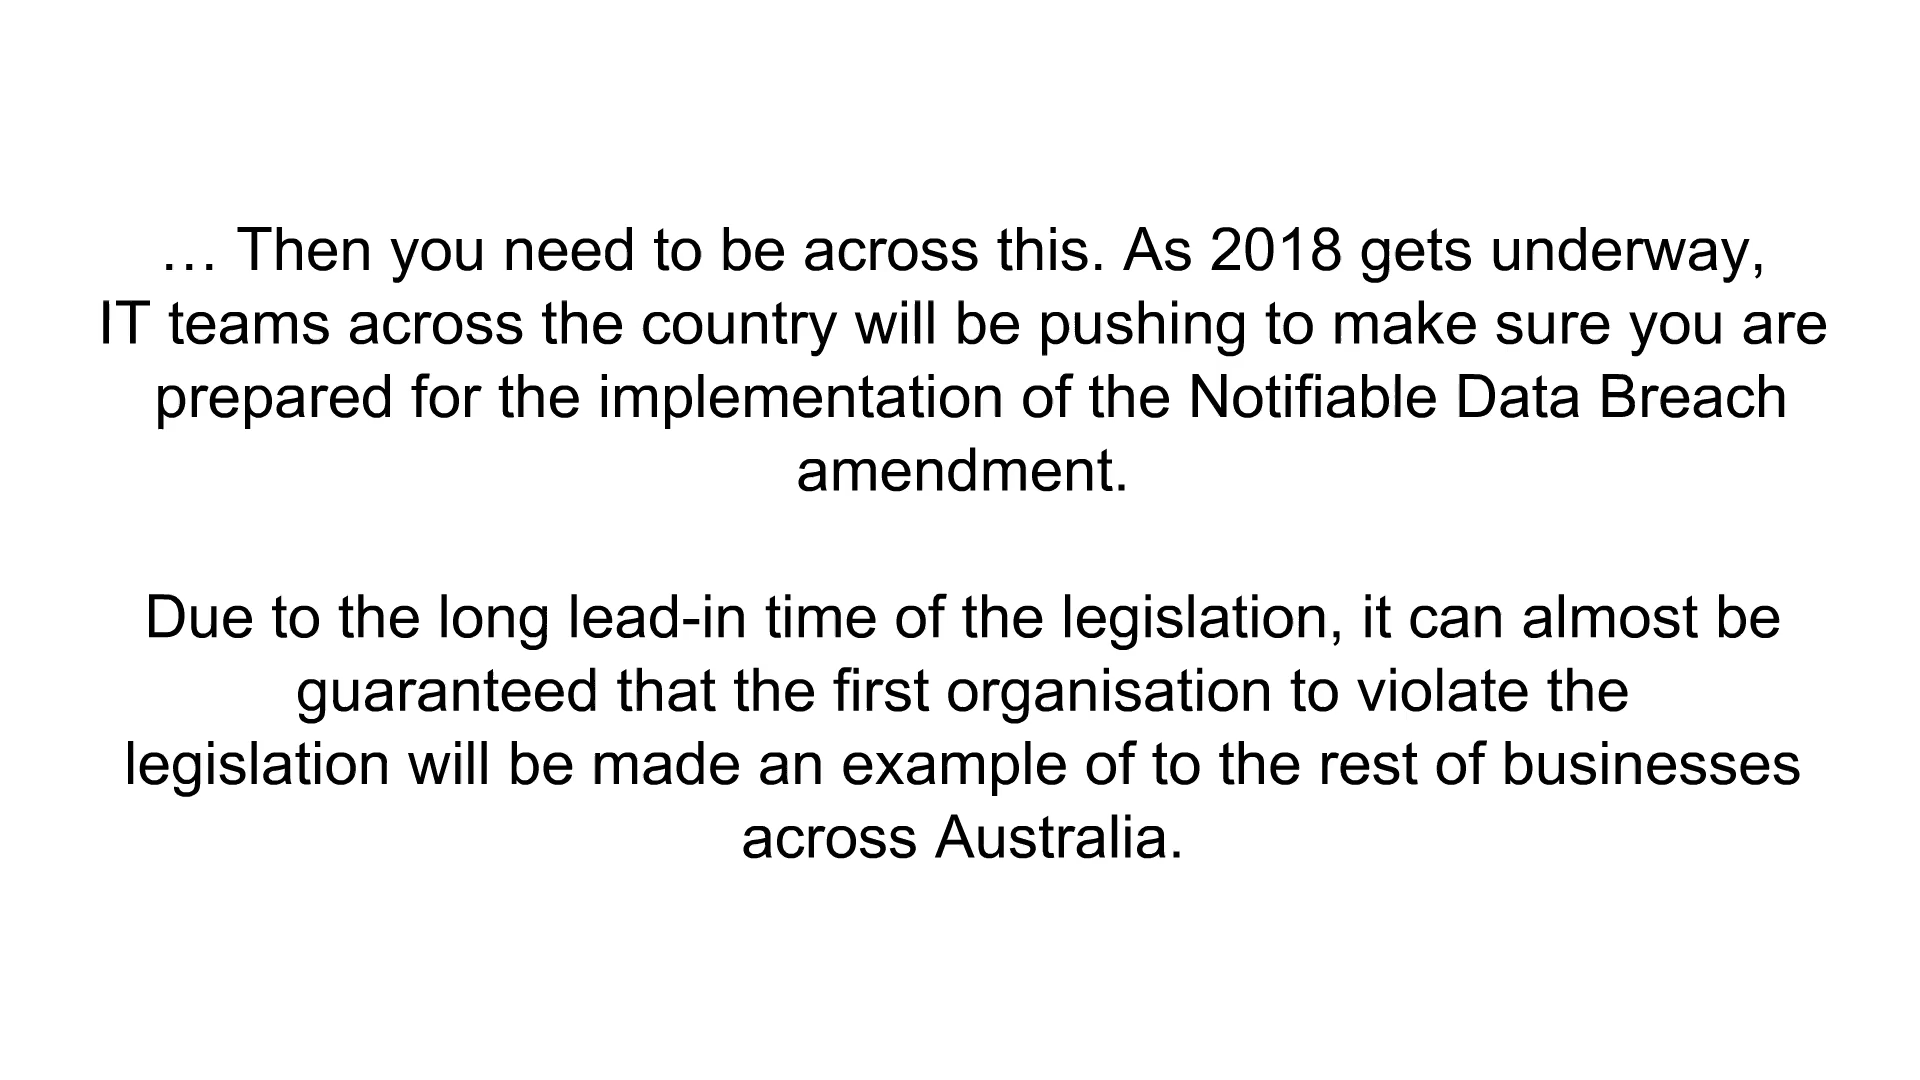 … Then you need to be across this. As 2018 gets underway,
IT teams across the country will be pushing to make sure you are
prepared for the implementation of the Notifiable Data Breach
amendment.
Due to the long lead-in time of the legislation, it can almost be
guaranteed that the first organisation to violate the
legislation will be made an example of to the rest of businesses
across Australia.